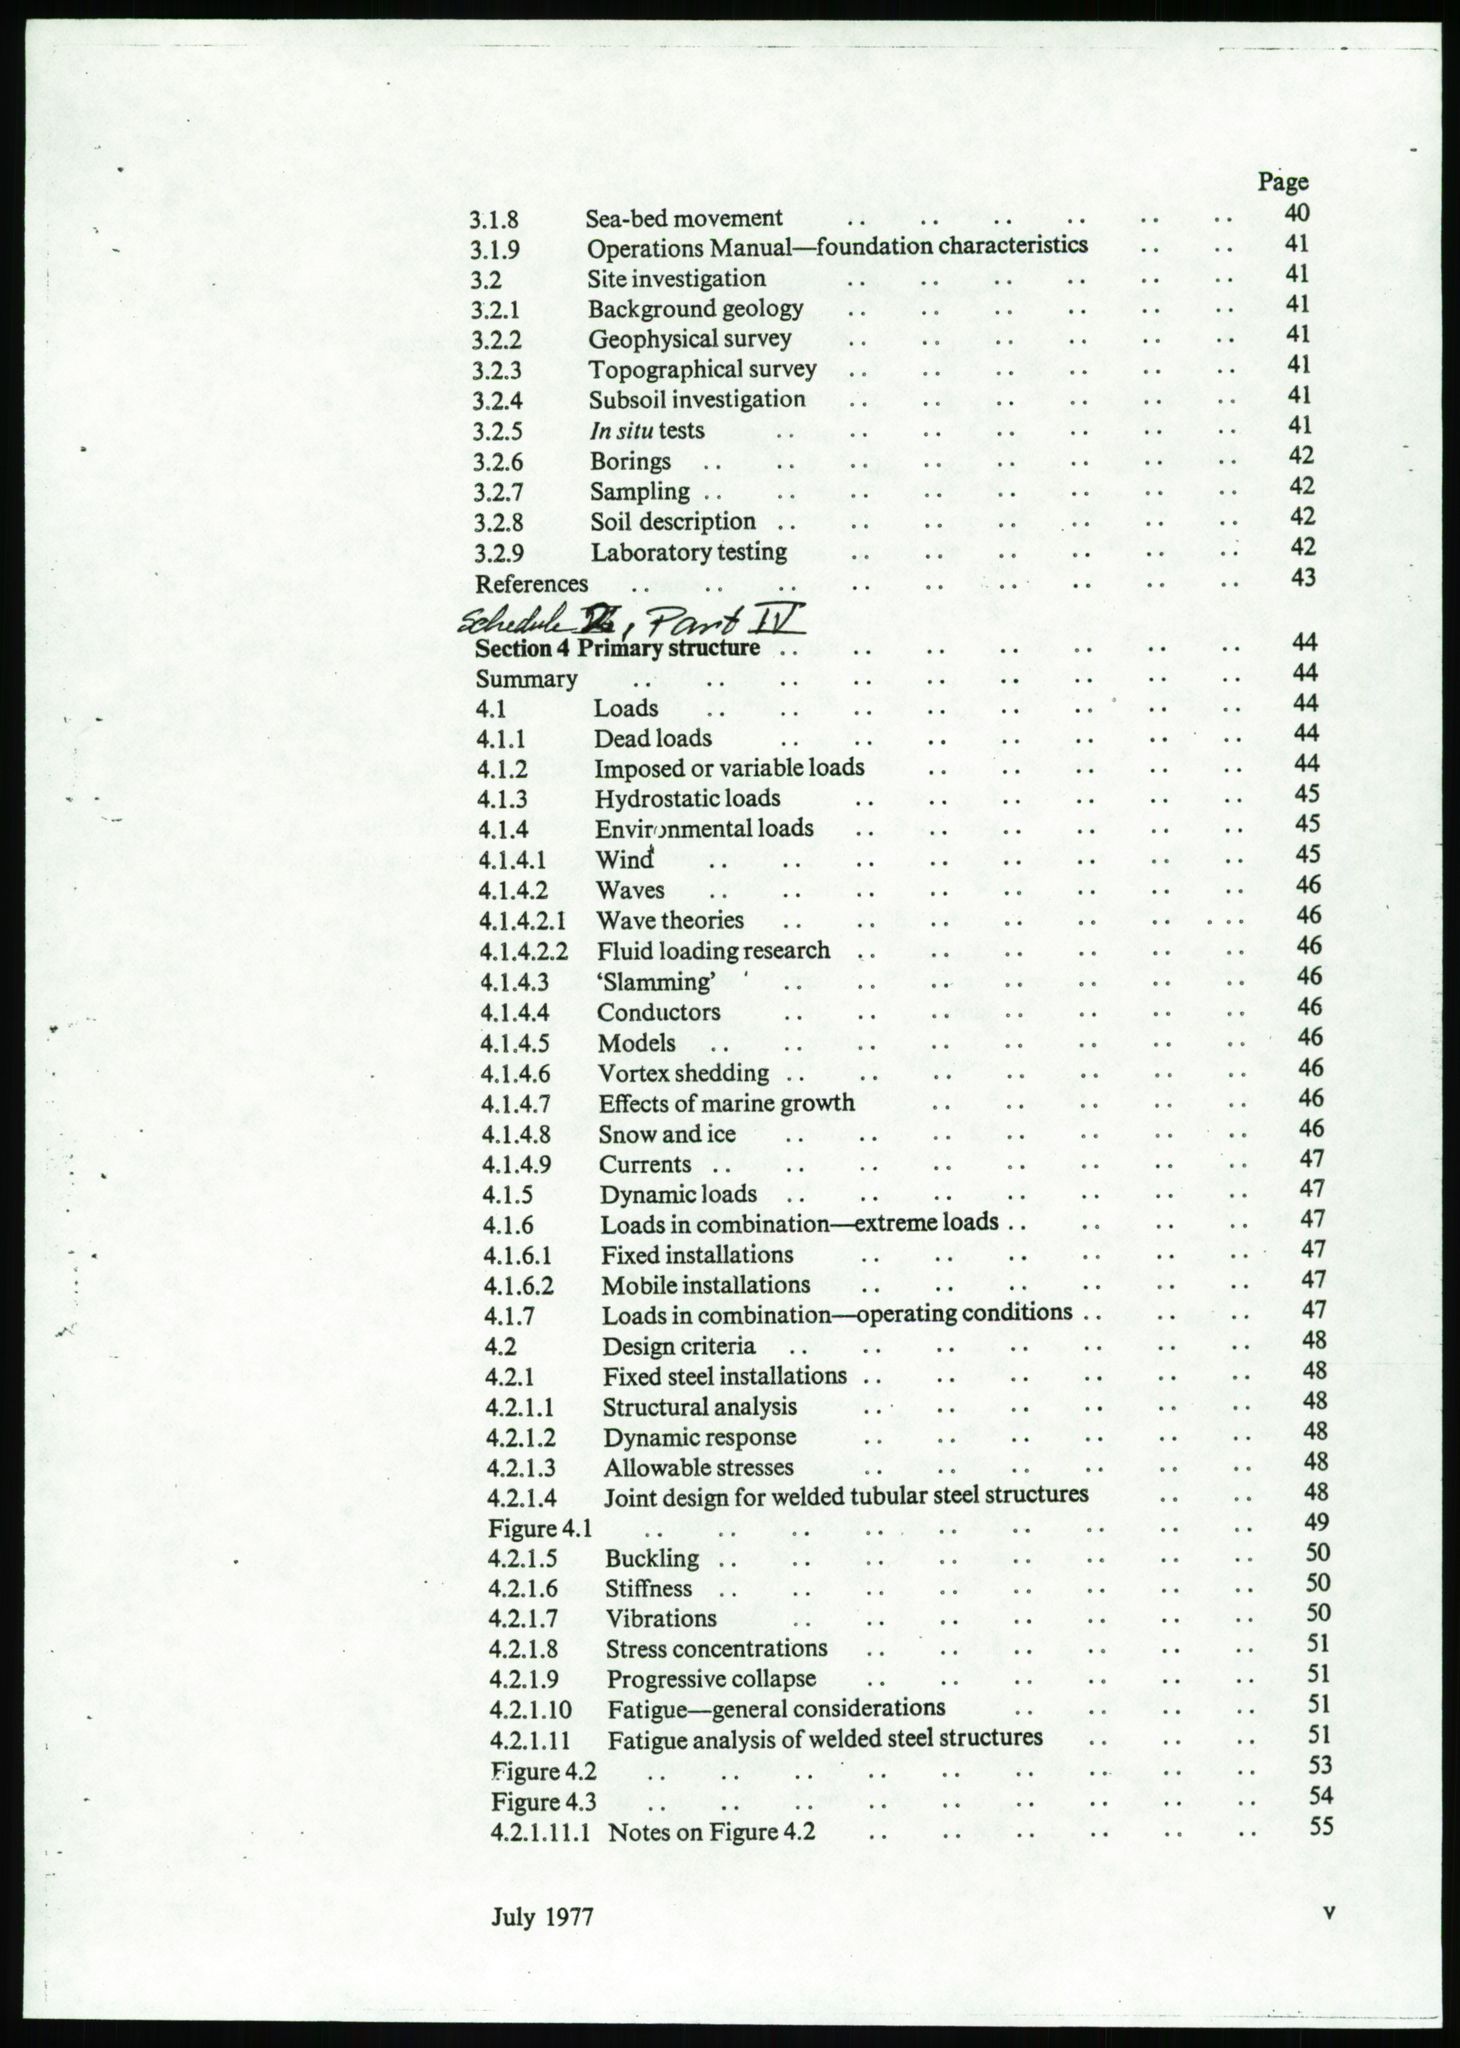 Page
3.1.8 Sea-bed movement .. .. .. .. .. .. 40
3.1.9 Operations Manual—foundation characteristics .. .. 41
3.2 Site investigation .. .. .. .. .. .. 41
3.2.1 Background geology .. .. .. .. .. .. 41
3.2.2 Geophysical survey .. .. .. .. .. .. 41
3.2.3 Topographical survey .. .. .. .. .. .. 41
3.2.4 Subsoil investigation .. .. .. .. .. .. 41
3.2.5 In situ tests .. .. .. .. .. .. .. 41
3.2.6 Borings .. .. .. .. .. .. .. .. 42
3.2.7 Sampling .. .. .. .. .. .. .. .. 42
3.2.8 Soil description .. .. .. .. .. .. .. 42
3.2.9 Laboratory testing .. .. .. .. .. .. 42
References .. .. .. .. .. .. .. .. .. 43
Schedule , Part IV
Section 4 Primary structure .. .. .. .. .. .. .. 44
Summary .. .. .. .. .. .. .. .. .. 44
4.1 Loads .. .. .. .. .. .. .. .. 44
4.1.1 Dead loads .. .. .. .. .. .. .. 44
4.1.2 Imposed or variable loads .. .. .. .. .. 44
4.1.3 Hydrostatic loads .. .. .. .. .. .. 45
4.1.4 Environmental loads .. .. .. .. .. .. 45
4.1.4.1 Wind .. .. .. .. .. .. .. .. 45
4.1.4.2 Waves .. .. .. .. .. .. .. .. 46
4.1.4.2.1 Wave theories .. .. .. .. .. .. .. 46
4.1.4.2.2 Fluid loading research .. .. .. .. .. .. 46
4.1.4.3 ‘Slamming’ .. .. .. .. .. .. .. 46
4.1.4.4 Conductors .. .. .. .. .. .. .. 46
4.1.4.5 Models .. .. .. .. .. .. .. .. 46
4.1.4.6 Vortex shedding .. .. .. .. .. .. .. 46
4.1.4.7 Effects of marine growth .. .. .. .. .. 46
4.1.4.8 Snow and ice .. .. .. .. .. .. .. 46
4.1.4.9 Currents .. .. .. .. .. .. .. .. 47
4.1.5 Dynamic loads .. .. .. .. .. .. .. 47
4.1.6 Loads in combination—extreme loads .. .. .. .. 47
4.1.6.1 Fixed installations .. .. .. .. .. .. 47
4.1.6.2 Mobile installations .. .. .. .. .. .. 47
4.1.7 Loads in combination—operating conditions .. .. .. 47
4.2 Design criteria .. .. .. .. .. .. .. 48
4.2.1 Fixed steel installations .. .. .. .. .. .. 48
4.2.1.1 Structural analysis .. .. .. .. .. .. 48
4.2.1.2 Dynamic response .. .. .. .. .. .. 48
4.2.1.3 Allowable stresses .. .. .. .. .. .. 48
4.2.1.4 Joint design for welded tubular steel structures .. .. 48
Figure 4.1 .. .. .. .. .. .. .. .. .. 49
4.2.1.5 Buckling .. .. .. .. .. .. .. .. 50
4.2.1.6 Stiffness .. .. .. .. .. .. .. .. 50
4.2.1.7 Vibrations .. .. .. .. .. .. .. 50
4.2.1.8 Stress concentrations .. .. .. .. .. .. 51
4.2.1.9 Progressive collapse .. .. .. .. .. .. 51
4.2.1.10 Fatigue—general considerations .. .. .. .. 51
4.2.1.11 Fatigue analysis of welded steel structures .. .. .. 51
Figure 4.2 .. .. .. .. .. .. .. .. .. 53
Figure 4.3 .. .. .. .. .. .. .. .. .. 54
4.2.1.11.1 Notes on Figure 4.2 .. .. .. .. .. .. 55
July 1977 v